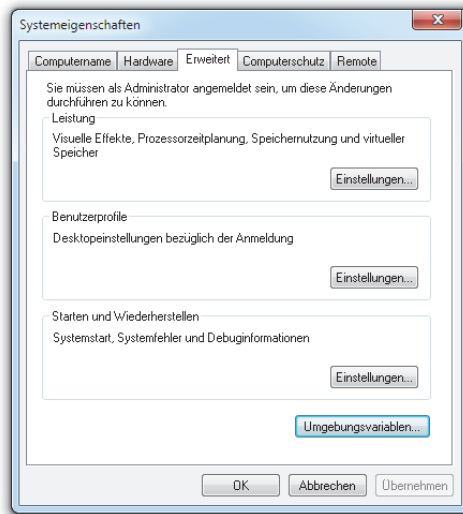 Systemeigenschaften
Computername Hardware Erweitert Computerschutz Remote
Sie müssen als Administrator angemeldet sein, um diese Änderungen
durchführen zu können.
Leistung
Visuelle Effekte, Prozessorzeitplanung, Speichernutzung und virtueller
Speicher
Einstellungen...
Benutzerprofile
Desktopeinstellungen bezüglich der Anmeldung
Einstellungen...
Starten und Wiederherstellen
Systemstart, Systemfehler und Debuginformationen
Einstellungen...
Umgebungsvariablen...
OK Abbrechen Übernehmen